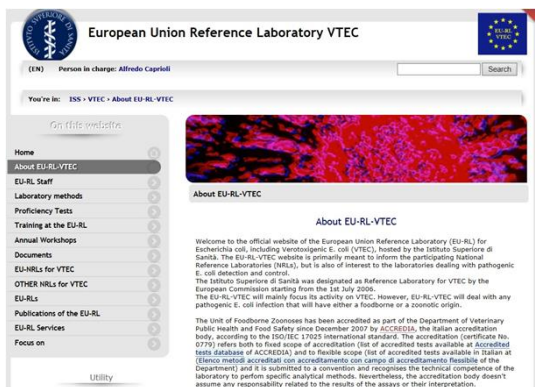 ISTITUTO SUPERIORE DI SANITÀ
European Union Reference Laboratory VTEC
EU-RL
VTEC
(EN) Person in charge: Alfredo Caprioli
Search
You're in: ISS › VTEC › About EU-RL-VTEC
On this website
Home
About EU-RL-VTEC
EU-RL Staff
Laboratory methods
Proficiency Tests
Training at the EU-RL
Annual Workshops
Documents
EU-NRLs for VTEC
OTHER NRLs for VTEC
EU-RLs
Publications of the EU-RL
EU-RL Services
Focus on
Utility
About EU-RL-VTEC
About EU-RL-VTEC
Welcome to the official website of the European Union Reference Laboratory (EU-RL) for
Escherichia coli, including Verotoxigenic E. coli (VTEC), hosted by the Istituto Superiore di
Sanità. The EU-RL-VTEC website is primarily meant to inform the participating National
Reference Laboratories (NRLs), but is also of interest to the laboratories dealing with pathogenic
E. coli detection and control.
The Istituto Superiore di Sanità was designated as Reference Laboratory for VTEC by the
European Commission starting from the 1st July 2006.
The EU-RL-VTEC will mainly focus its activity on VTEC. However, EU-RL-VTEC will deal with any
pathogenic E. coli infection that will have either a foodborne or a zoonotic origin.
The Unit of Foodborne Zoonoses has been accredited as part of the Department of Veterinary
Public Health and Food Safety since December 2007 by ACCREDIA, the italian accreditation
body, according to the ISO/IEC 17025 international standard. The accreditation (certificate No.
0779) refers both to fixed scope of accreditation (list of accredited tests available at Accredited
tests database of ACCREDIA) and to flexible scope (list of accredited tests available in Italian at
(Elenco metodi accreditati con accreditamento con campo di accreditamento flessibile of the
Department) and it is submitted to a convention and recognises the technical competence of the
laboratory to perfom specific analytical methods. Nevertheless, the accreditation body doesn't
assume any responsibility related to the results of the assays or their interpretation.